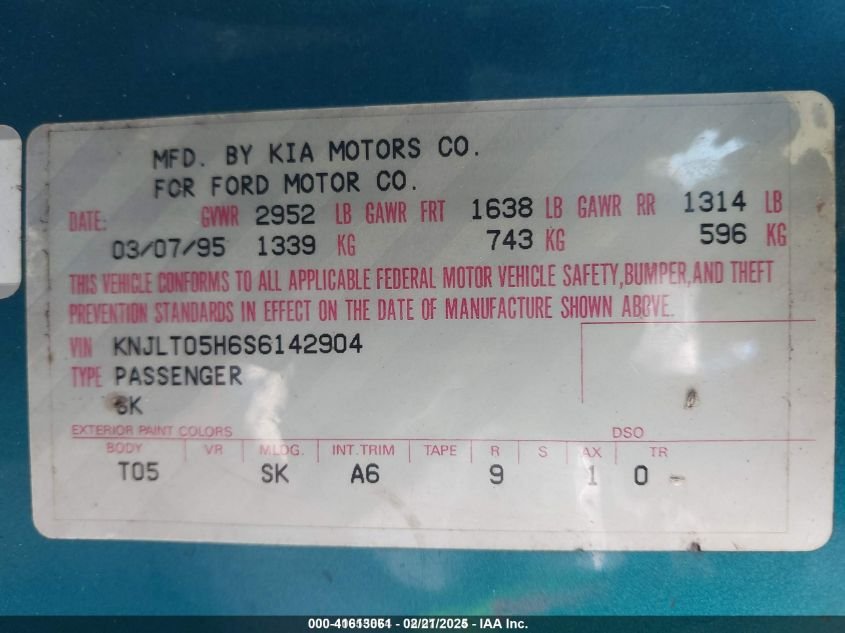 MFD. BY KIA MOTORS CO.
FOR FORD MOTOR CO.
DATE: GVWR 2952 LB GAWR FRT 1638 LB GAWR RR 1314 LB
03/07/95 1339 KG 743 KG 596 KG
THIS VEHICLE CONFORMS TO ALL APPLICABLE FEDERAL MOTOR VEHICLE SAFETY,BUMPER,AND THEFT
PREVENTION STANDARDS IN EFFECT ON THE DATE OF MANUFACTURE SHOWN ABOVE.
VIN KNJLT05H6S6142904
TYPE PASSENGER
SK
EXTERIOR PAINT COLORS DSO
BODY VR MLDG. INT.TRIM TAPE R S AX TR
T05 SK A6 9 1 0 -
000-41613061 - 02/21/2025 - IAA Inc.